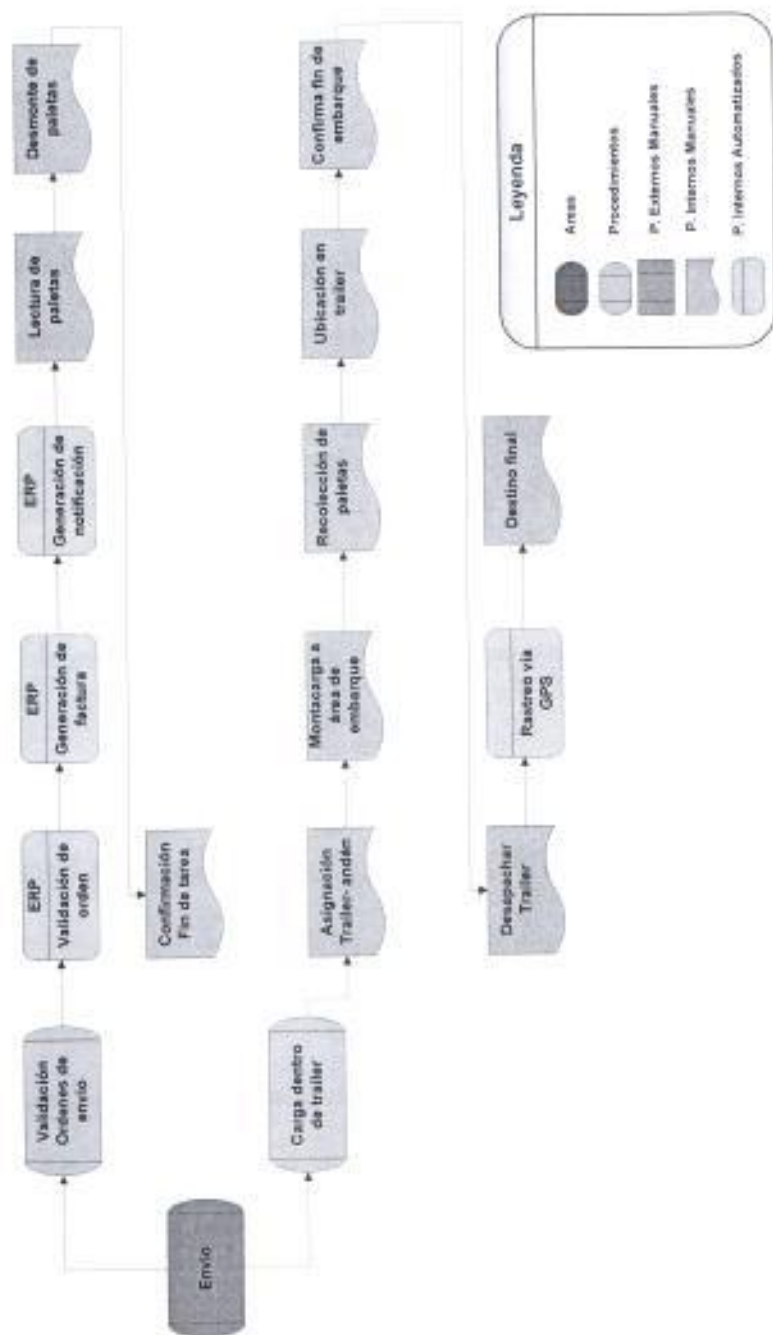 Envío
Validación
Ordenes de
envío
ERP
Validación de
orden
ERP
Generación de
factura
ERP
Generación de
notificación
Lectura de
paletas
Desmonte de
paletas
Confirmación
Fin de tarea
Carga dentro
de trailer
Asignación
Trailer- andén
Montacarga a
área de
embarque
Recolección de
paletas
Ubicación en
trailer
Confirma fin de
embarque
Desapachar
Trailer
Rastreo vía
GPS
Destino final
Leyenda
Areas
Procedimientos
P. Externos Manuales
P. Internos Manuales
P. Internos Automatizados